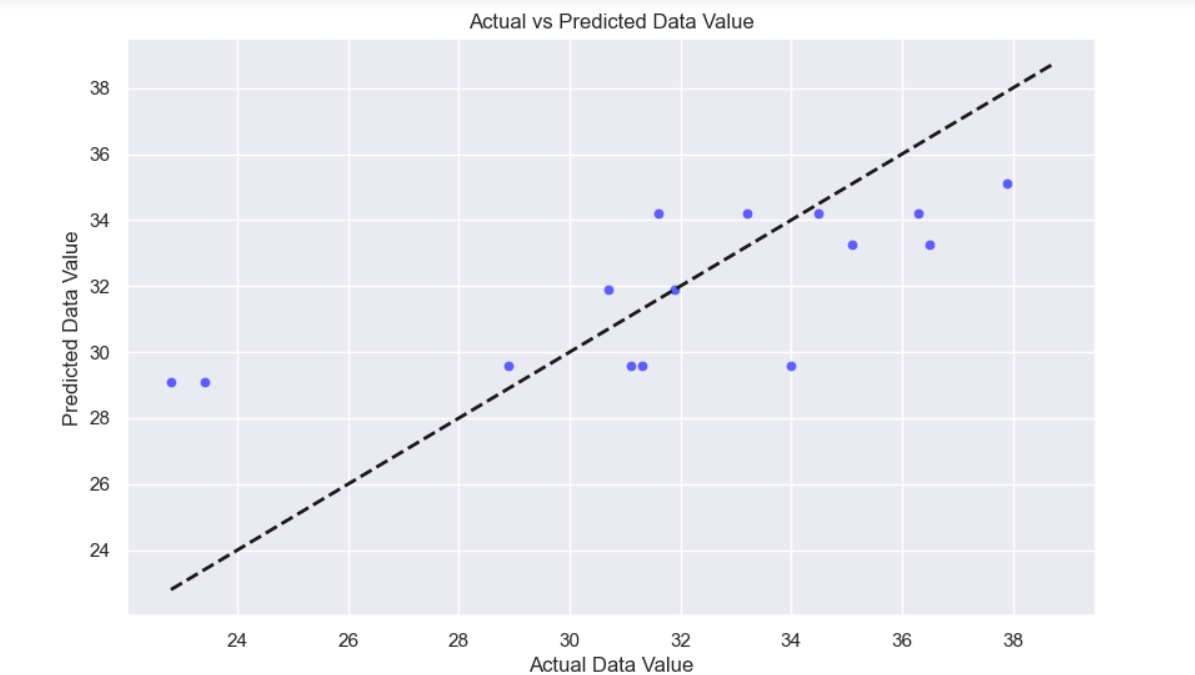 Actual vs Predicted Data Value
38
36
34
32
30
28
26
24
Predicted Data Value
24 26 28 30 32 34 36 38
Actual Data Value